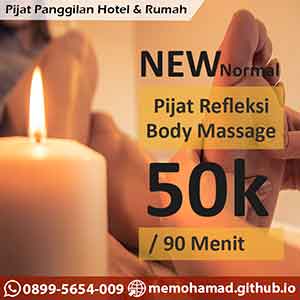 Pijat Panggilan Hotel & Rumah
NEW Normal
Pijat Refleksi
Body Massage
50k
/ 90 Menit
0899-5654-009 memohamad.github.io